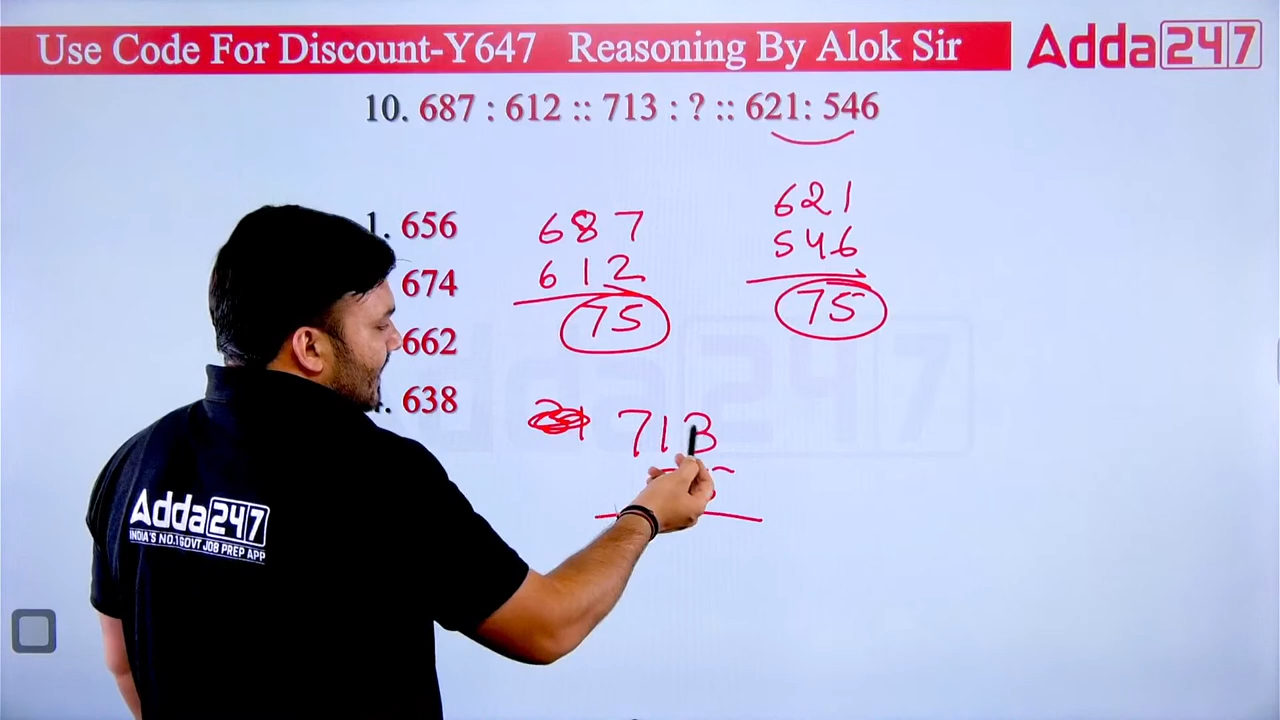 Use Code For Discount-Y647 Reasoning By Alok Sir
Adda247
10. 687 : 612 :: 713 : ? :: 621: 546
1. 656
674
662
638
687
612
75
621
546
75
713
Adda247
Adda247
INDIA'S NO.1 GOVT JOB PREP APP